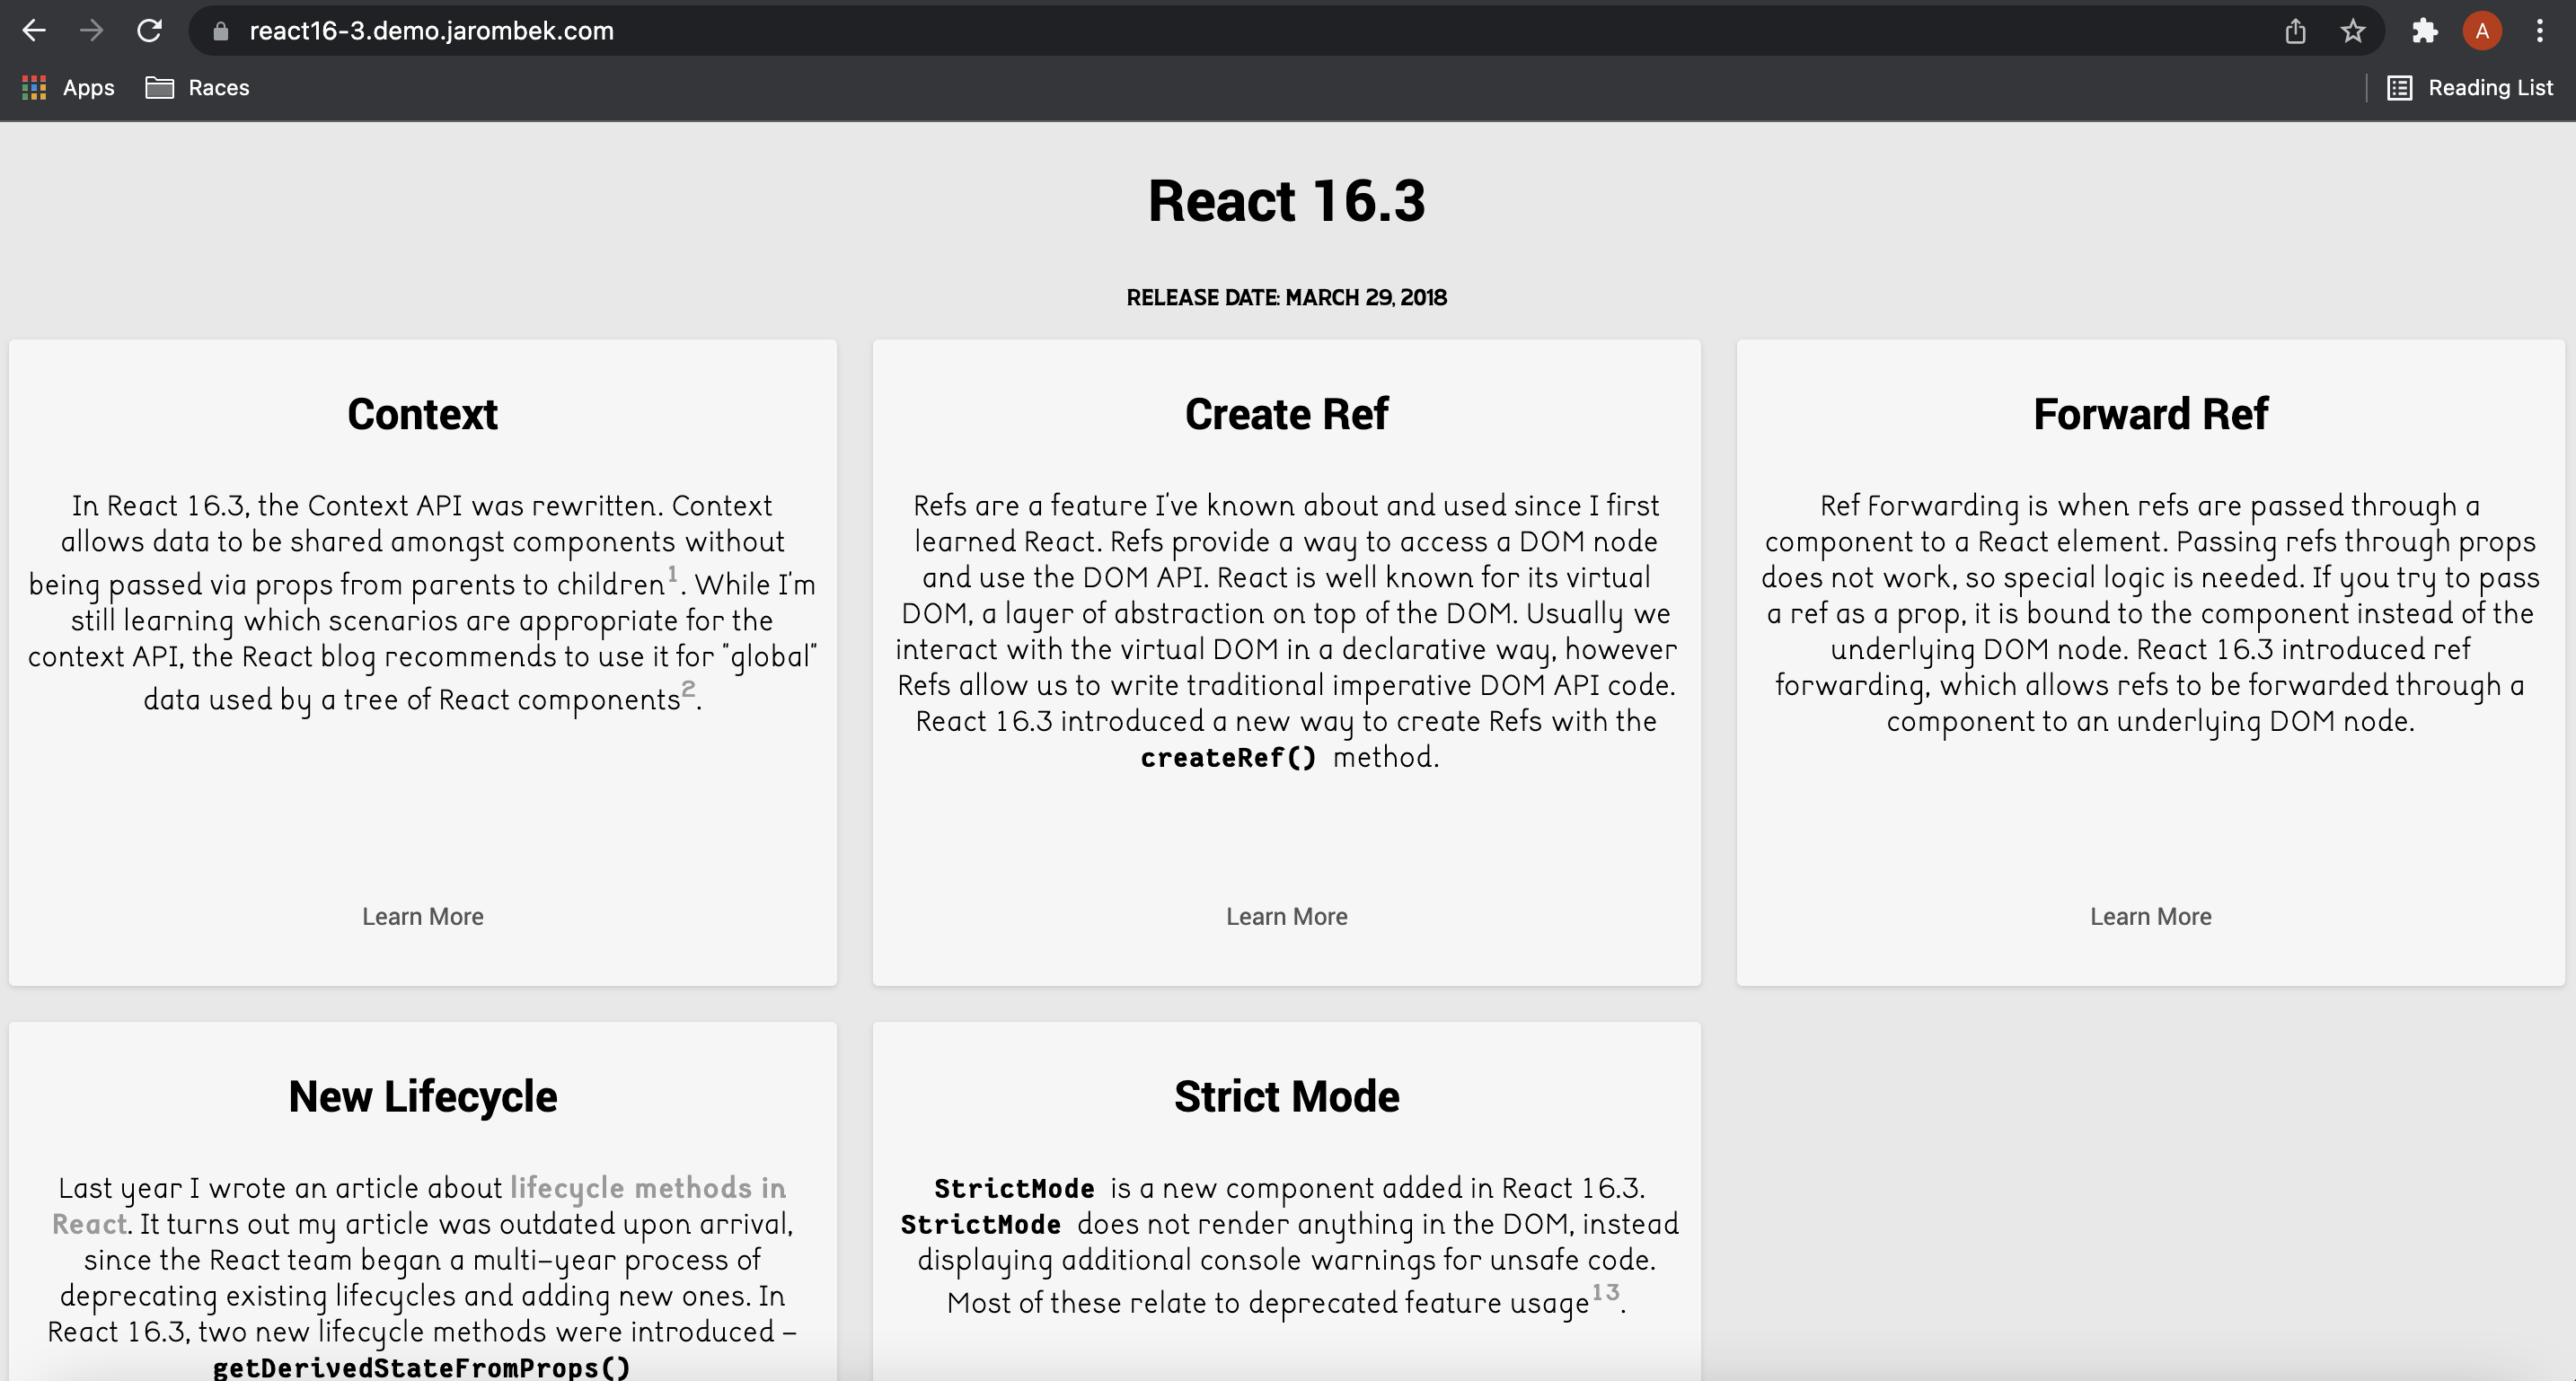 react16-3.demo.jarombek.com
A
Apps
Races
Reading List
React 16.3
RELEASE DATE: MARCH 29, 2018
Context
In React 16.3, the Context API was rewritten. Context
allows data to be shared amongst components without
being passed via props from parents to children1. While I'm
still learning which scenarios are appropriate for the
context API, the React blog recommends to use it for "global"
data used by a tree of React components2.
Learn More
Create Ref
Refs are a feature I've known about and used since I first
learned React. Refs provide a way to access a DOM node
and use the DOM API. React is well known for its virtual
DOM, a layer of abstraction on top of the DOM. Usually we
interact with the virtual DOM in a declarative way, however
Refs allow us to write traditional imperative DOM API code.
React 16.3 introduced a new way to create Refs with the
createRef() method.
Learn More
Forward Ref
Ref Forwarding is when refs are passed through a
component to a React element. Passing refs through props
does not work, so special logic is needed. If you try to pass
a ref as a prop, it is bound to the component instead of the
underlying DOM node. React 16.3 introduced ref
forwarding, which allows refs to be forwarded through a
component to an underlying DOM node.
Learn More
New Lifecycle
Last year I wrote an article about lifecycle methods in
React. It turns out my article was outdated upon arrival,
since the React team began a multi-year process of
deprecating existing lifecycles and adding new ones. In
React 16.3, two new lifecycle methods were introduced -
getDerivedStateFromProps()
Strict Mode
StrictMode is a new component added in React 16.3.
StrictMode does not render anything in the DOM, instead
displaying additional console warnings for unsafe code.
Most of these relate to deprecated feature usage13.